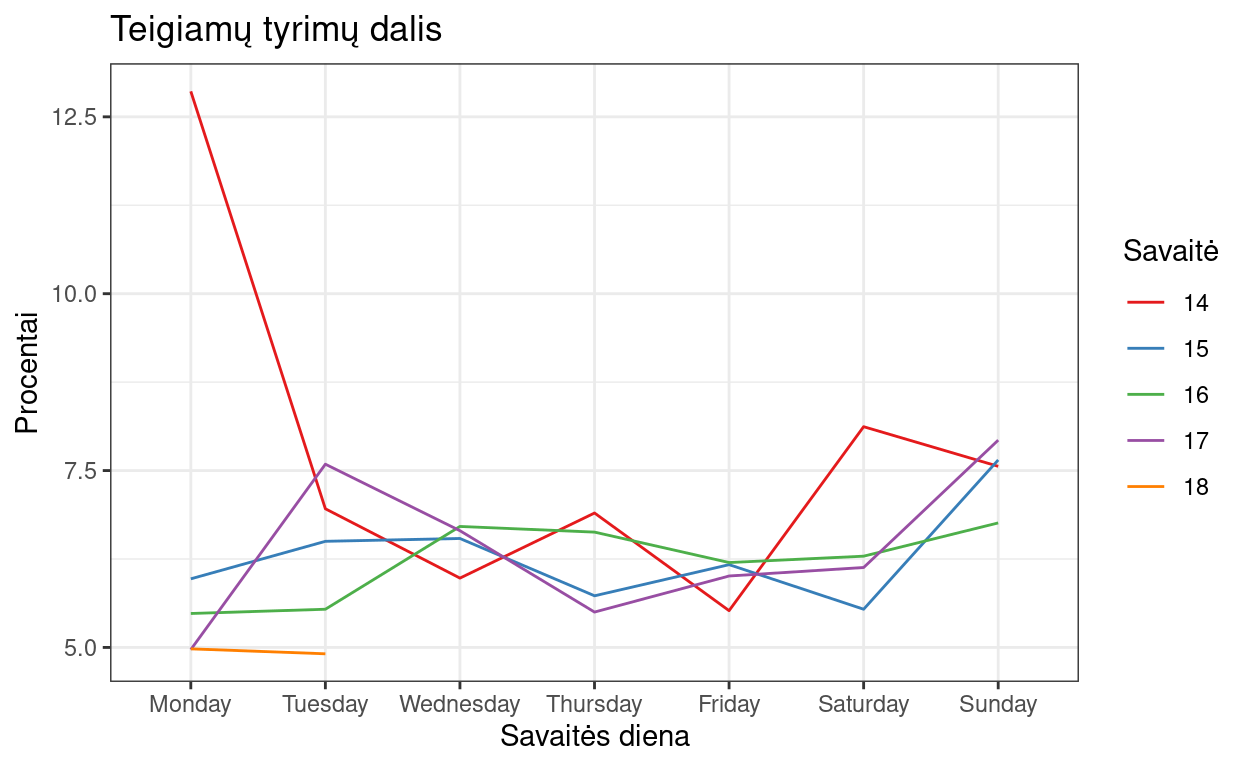 Teigiamų tyrimų dalis
Procentai
12.5
10.0
7.5
5.0
Monday Tuesday Wednesday Thursday Friday Saturday Sunday
Savaitės diena
Savaitė
14
15
16
17
18